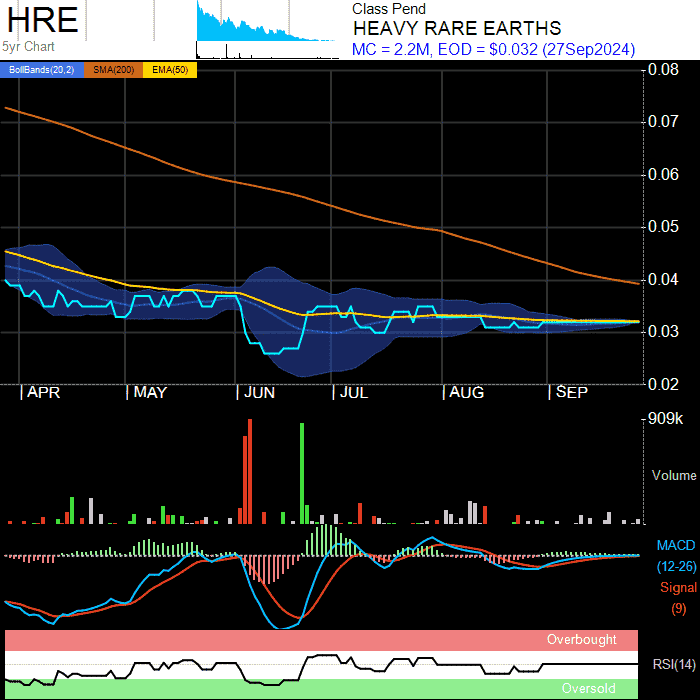 HRE
5yr Chart
Class Pend
HEAVY RARE EARTHS
MC = 2.2M, EOD = $0.032 (27Sep2024)
BollBands(20,2) SMA(200) EMA(50)
0.08
0.07
0.06
0.05
0.04
0.03
0.02
APR MAY JUN JUL AUG SEP
909k
Volume
MACD
(12-26)
Signal
(9)
Overbought
RSI(14)
Oversold